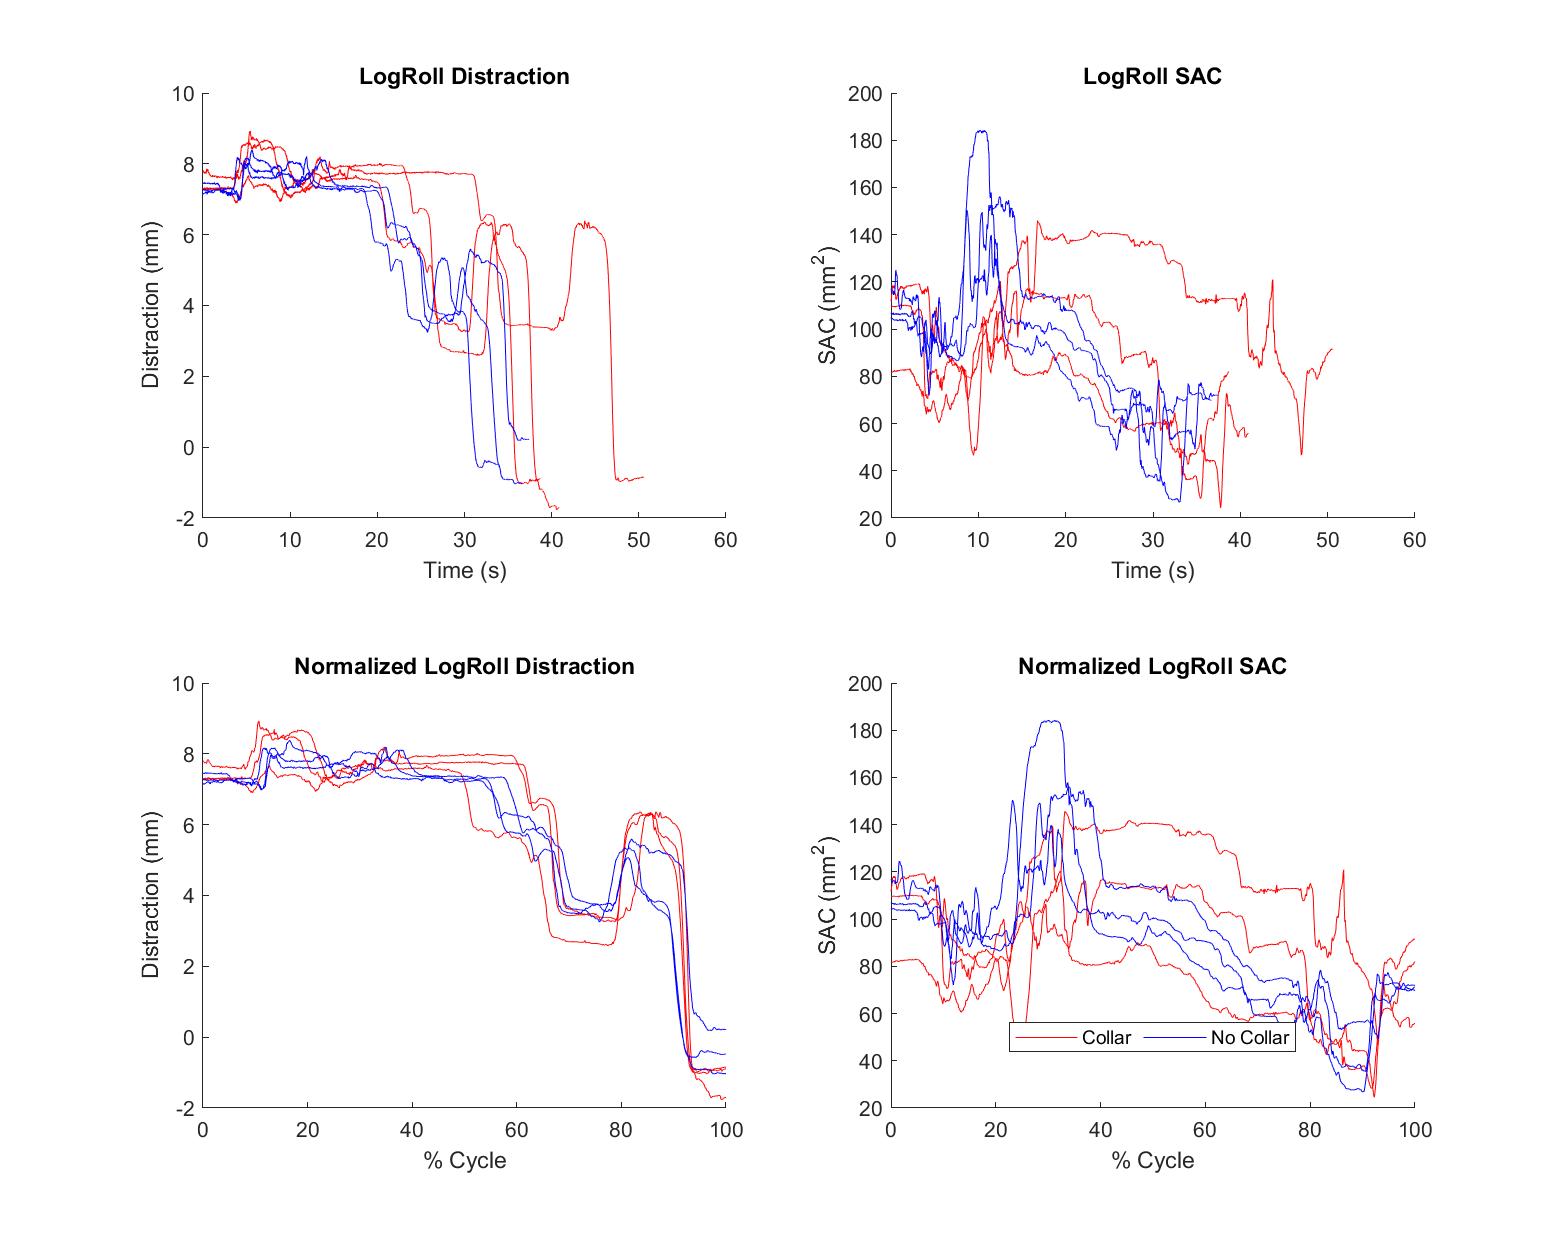 LogRoll Distraction
10
8
6
4
2
0
-2
0 10 20 30 40 50 60
Distraction (mm)
Time (s)
LogRoll SAC
200
180
160
140
120
100
80
60
40
20
0 10 20 30 40 50 60
SAC (mm2)
Time (s)
Normalized LogRoll Distraction
10
8
6
4
2
0
-2
0 20 40 60 80 100
Distraction (mm)
% Cycle
Normalized LogRoll SAC
200
180
160
140
120
100
80
60
40
20
0 20 40 60 80 100
SAC (mm2)
% Cycle
Collar No Collar